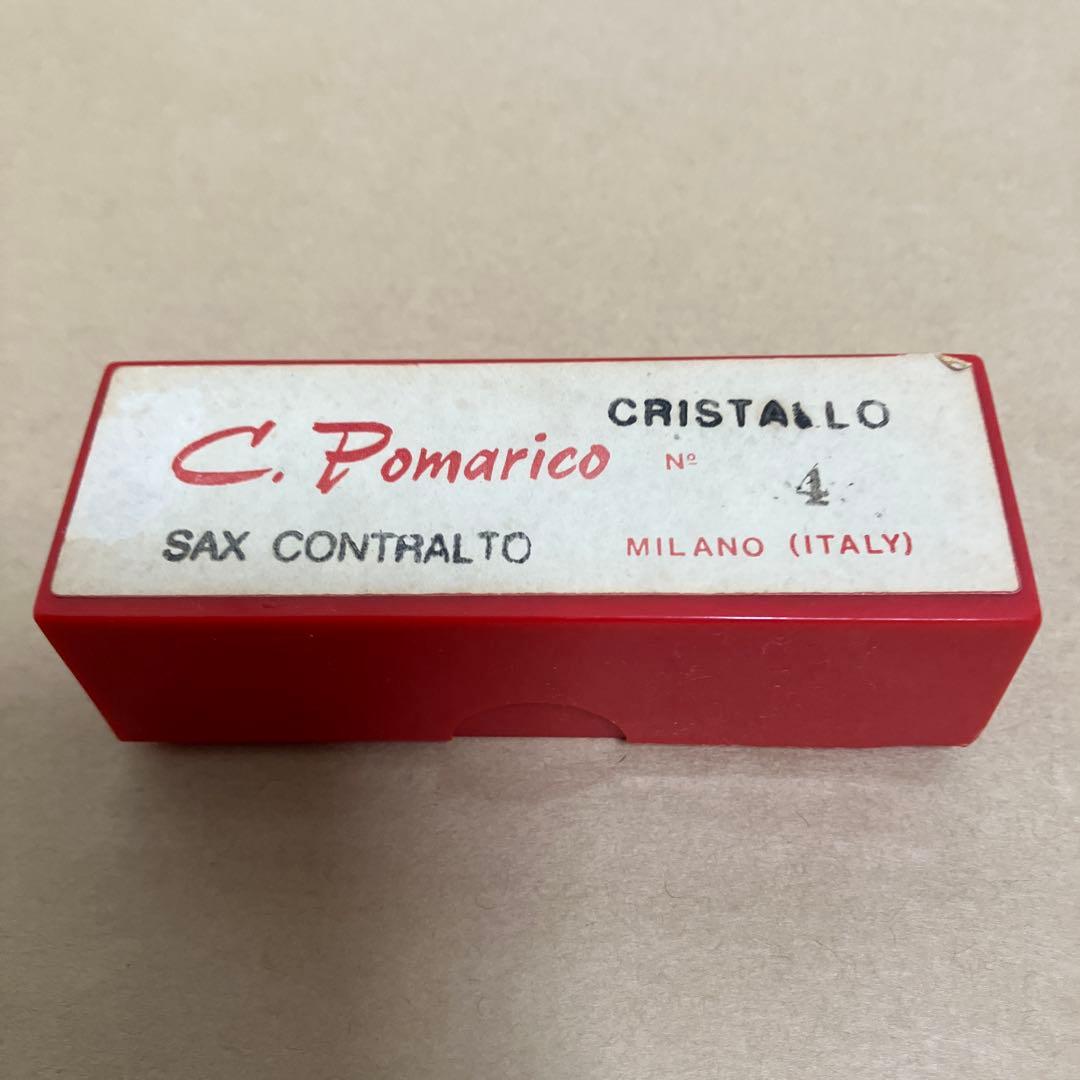 CRISTALLO
C. Pomarico Nº 4
SAX CONTRALTO MILANO (ITALY)